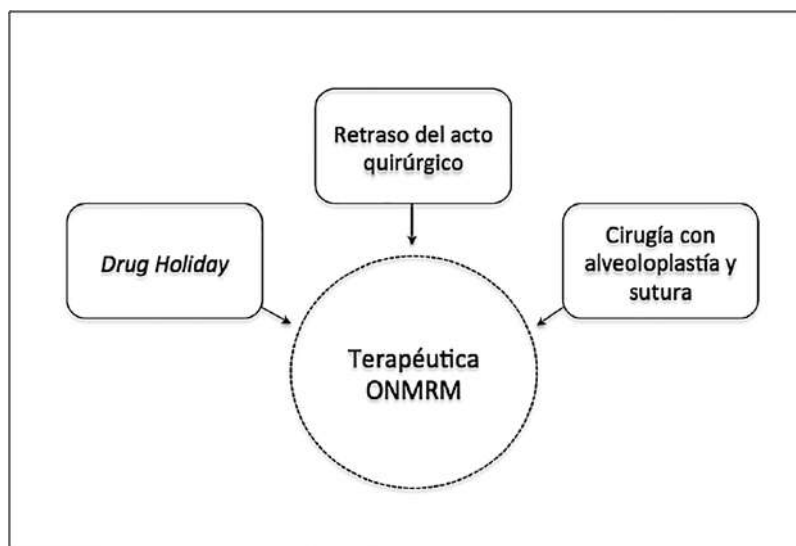 Retraso del acto
quirúrgico
Drug Holiday
Cirugía con
alveoloplastía y
sutura
Terapéutica
ONMRM